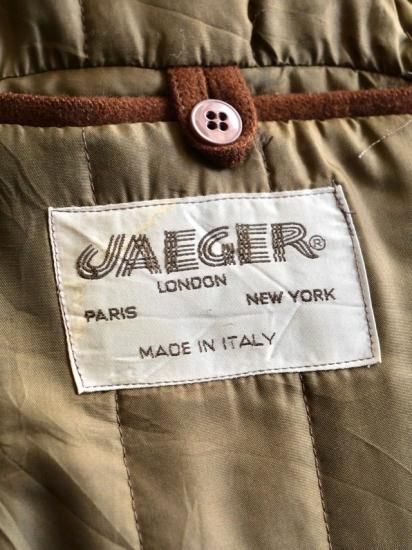 JAEGER®
LONDON
PARIS NEW YORK
MADE IN ITALY